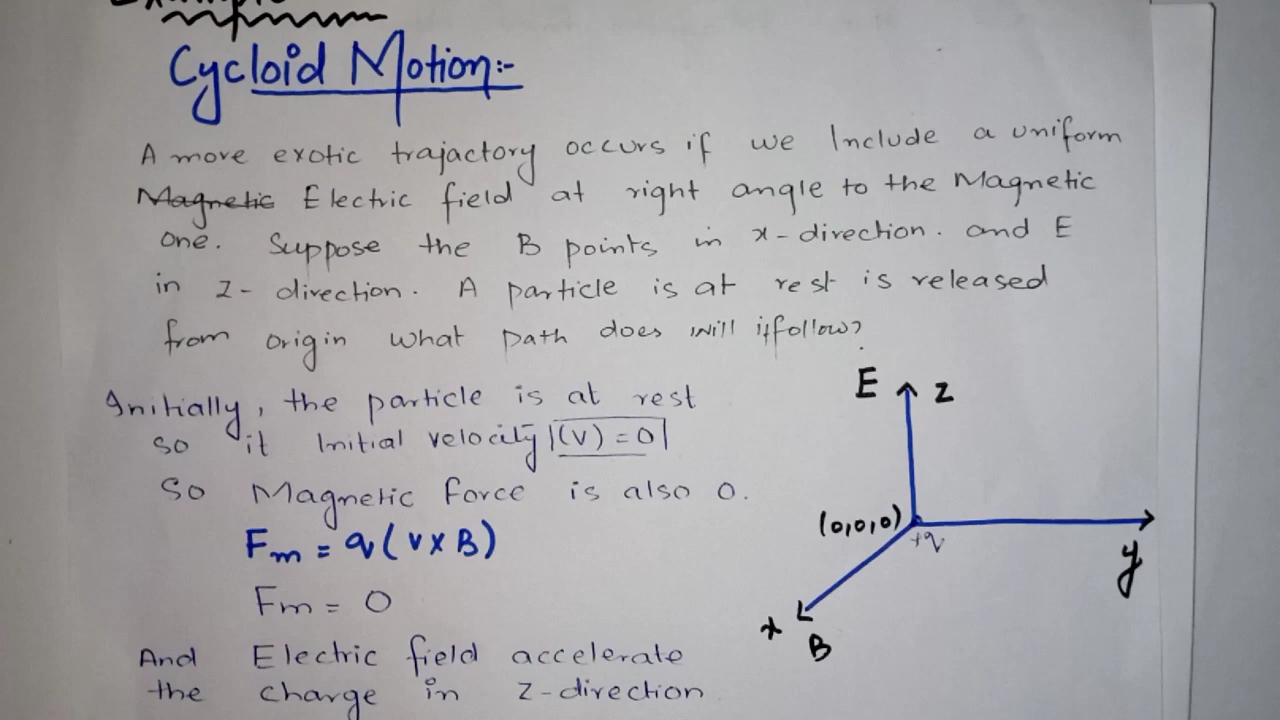 Example
Cycloid Motion:-
A more exotic trajactory occurs if we Include a uniform
Magnetic Electric field at right angle to the Magnetic
one. Suppose the B points in x-direction. and E
in z-direction. A particle is at rest is released
from origin what path does will it follow?
Initially, the particle is at rest
so it Initial velocity |(v) = 0|
So Magnetic force is also 0.
Fm = q(v×B)
Fm = 0
And Electric field accelerate
the charge in z-direction
E z
(0,0,0)
+q
y
x
B